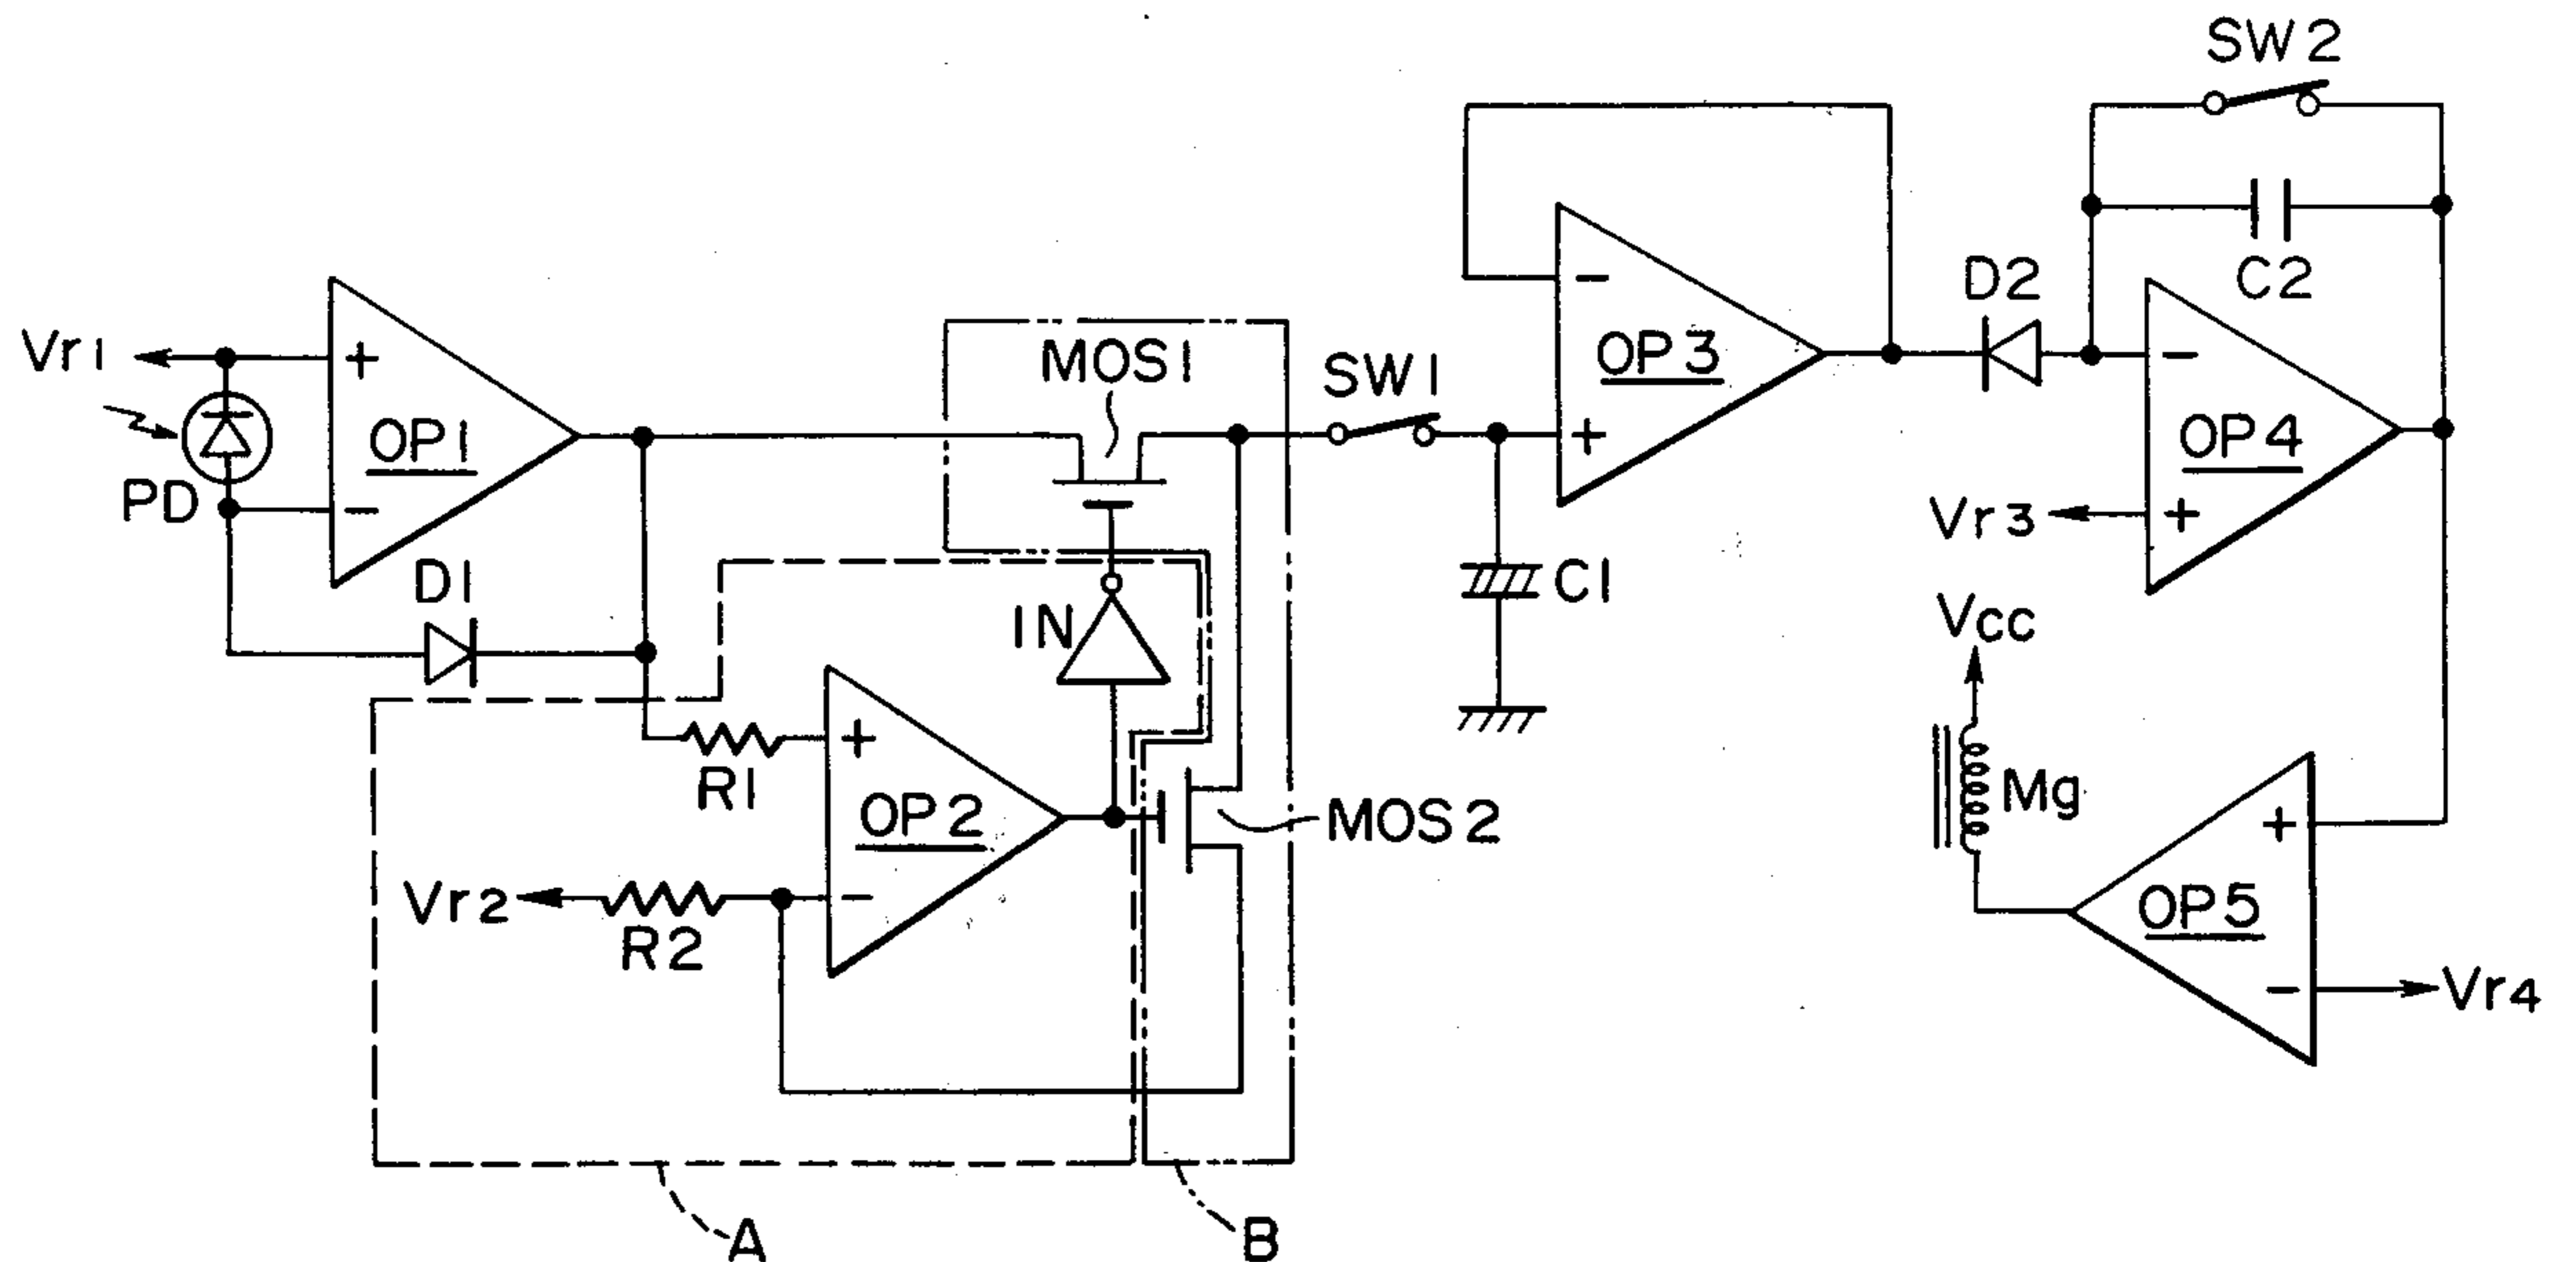 SW2
C2
D2
Vr1
+
OP1
−
PD
D1
MOS1
SW1
−
OP3
+
−
OP4
Vr3
+
C1
IN
Vcc
+
R1
OP2
MOS2
Mg
+
OP5
Vr2
−
R2
−
Vr4
A
B